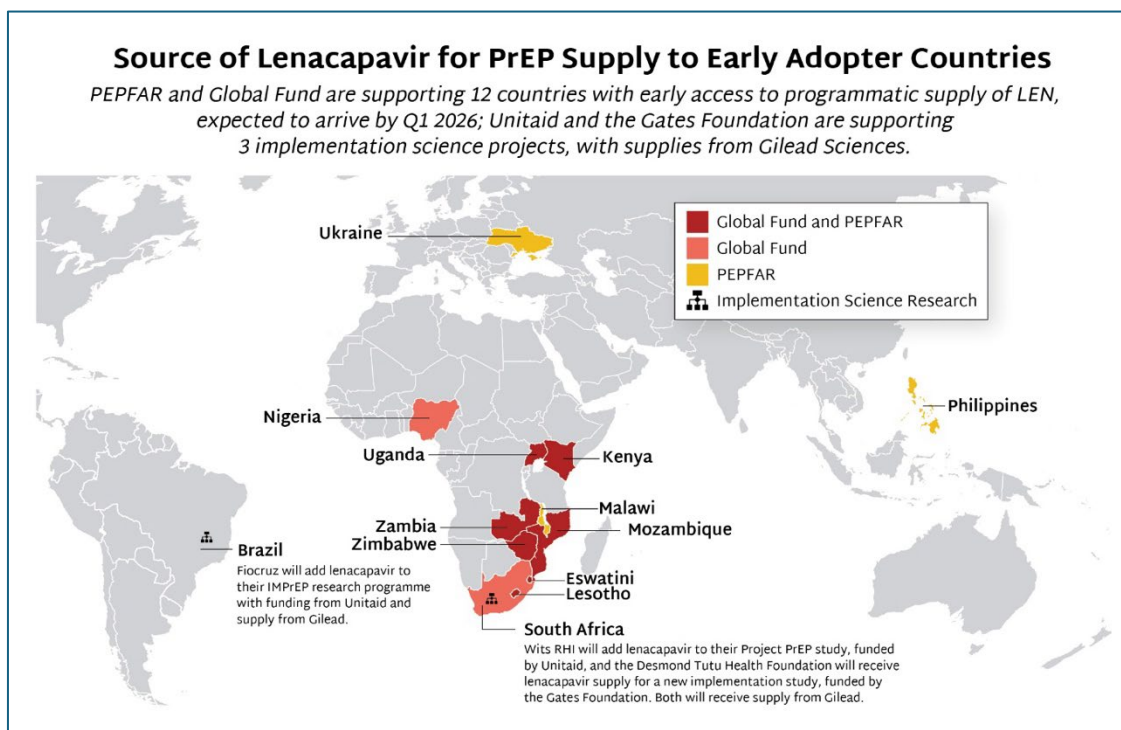 Source of Lenacapavir for PrEP Supply to Early Adopter Countries
PEPFAR and Global Fund are supporting 12 countries with early access to programmatic supply of LEN,
expected to arrive by Q1 2026; Unitaid and the Gates Foundation are supporting
3 implementation science projects, with supplies from Gilead Sciences.
Global Fund and PEPFAR
Global Fund
PEPFAR
Implementation Science Research
Ukraine
Philippines
Nigeria
Uganda
Kenya
Malawi
Zambia
Mozambique
Zimbabwe
Brazil
Fiocruz will add lenacapavir to
their IMPrEP research programme
with funding from Unitaid and
supply from Gilead.
Eswatini
Lesotho
South Africa
Wits RHI will add lenacapavir to their Project PrEP study, funded
by Unitaid, and the Desmond Tutu Health Foundation will receive
lenacapavir supply for a new implementation study, funded by
the Gates Foundation. Both will receive supply from Gilead.